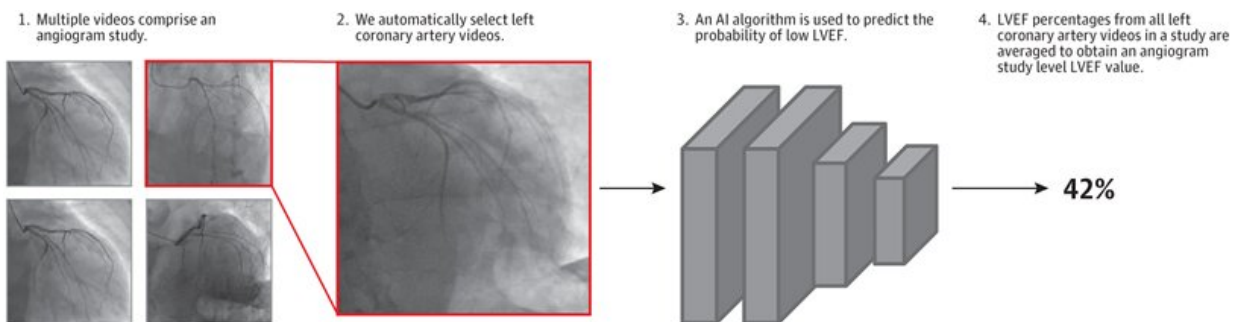 1. Multiple videos comprise an
angiogram study.
2. We automatically select left
coronary artery videos.
3. An AI algorithm is used to predict the
probability of low LVEF.
4. LVEF percentages from all left
coronary artery videos in a study are
averaged to obtain an angiogram
study level LVEF value.
42%